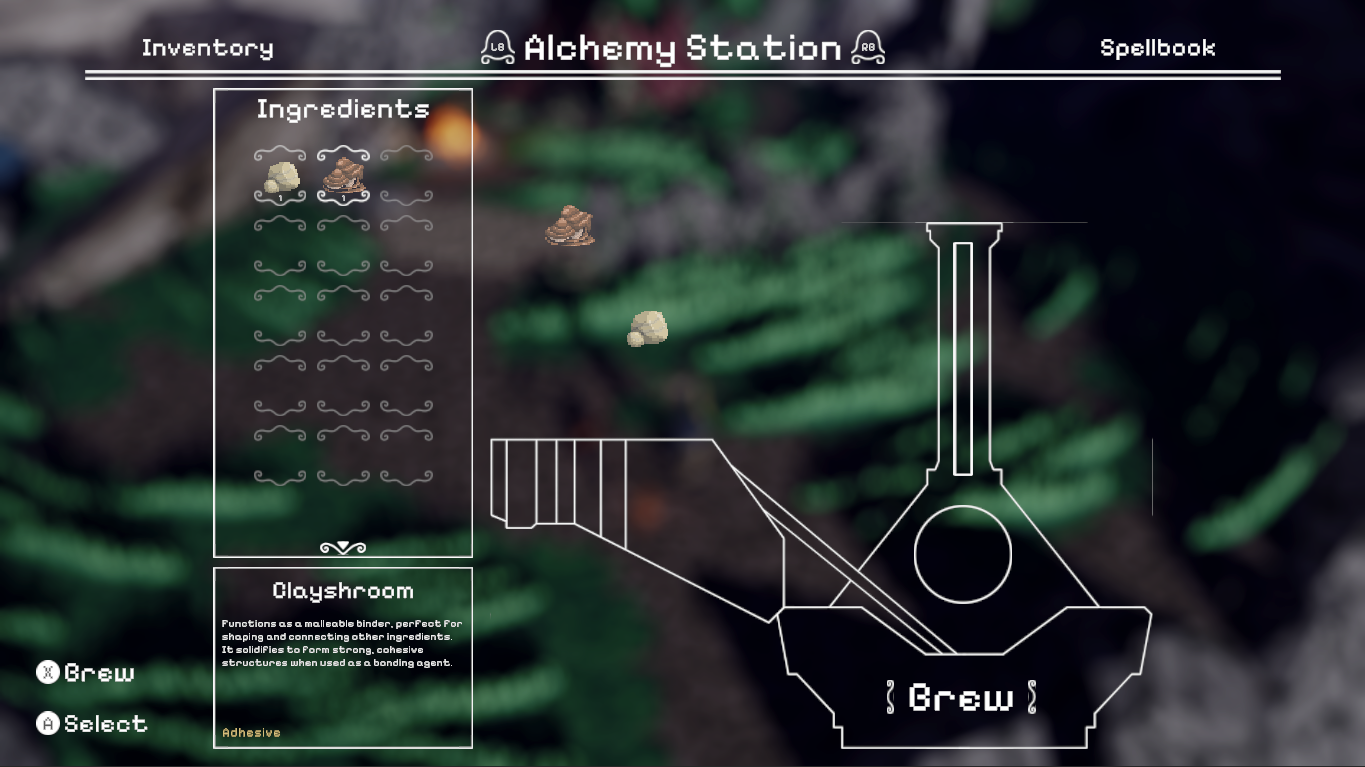 Inventory
LB
Alchemy Station
RB
Spellbook
Ingredients
1
1
Clayshroom
Functions as a malleable binder, perfect for
shaping and connecting other ingredients.
It solidifies to form strong, cohesive
structures when used as a bonding agent.
Adhesive
X Brew
A Select
Brew